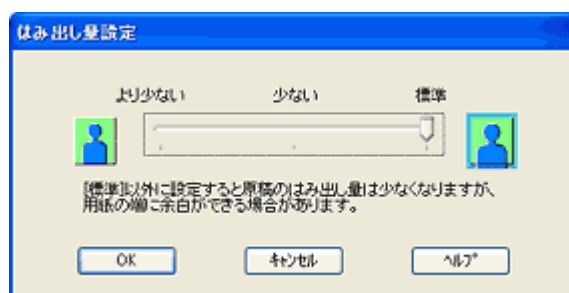 はみ出し量設定
より少ない 少ない 標準
[標準]以外に設定すると原稿のはみ出し量は少なくなりますが、
用紙の端に余白ができる場合があります。
OK キャンセル ヘルプ